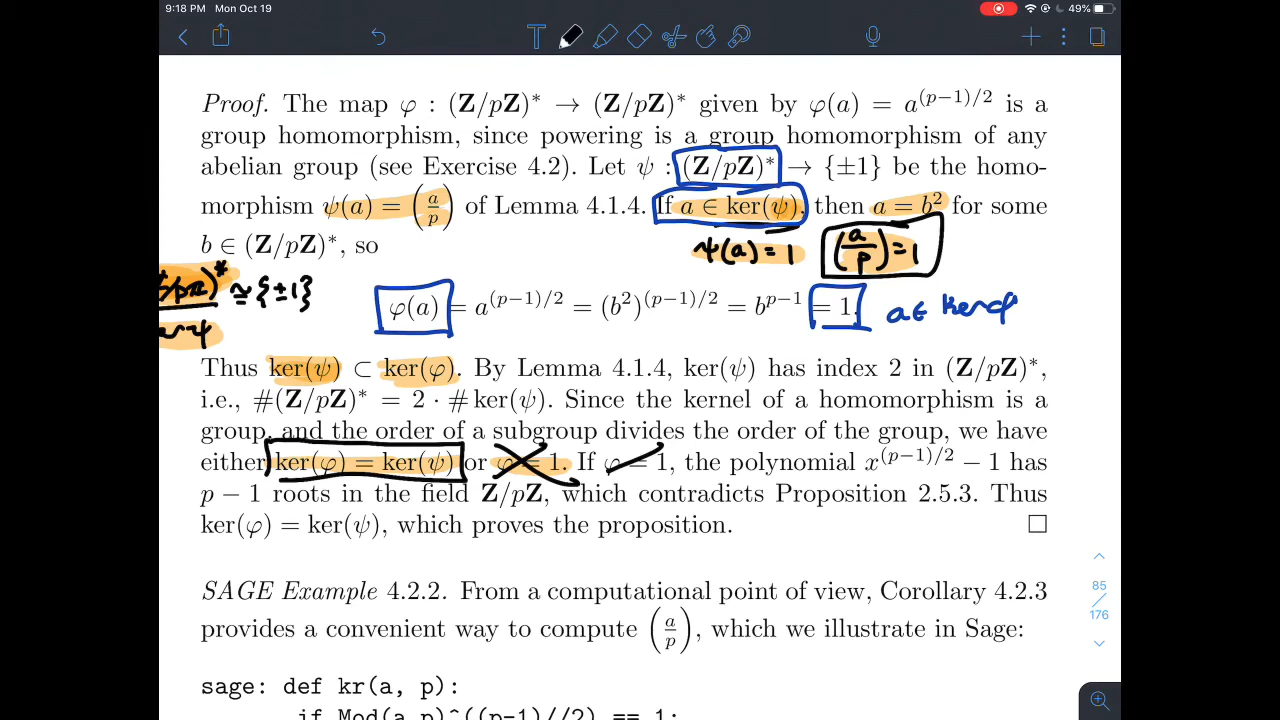 9:18 PM Mon Oct 19
49%
Proof. The map φ : (Z/pZ)* → (Z/pZ)* given by φ(a) = a^(p−1)/2 is a
group homomorphism, since powering is a group homomorphism of any
abelian group (see Exercise 4.2). Let ψ : (Z/pZ)* → {±1} be the homo-
morphism ψ(a) = (a/p) of Lemma 4.1.4. If a ∈ ker(ψ), then a = b² for some
b ∈ (Z/pZ)*, so
ψ(a) = 1 (a/p) = 1
/pZ)* ≅ {±1}
φ(a) = a^(p−1)/2 = (b²)^(p−1)/2 = b^p−1 = 1. a ∈ ker φ
Thus ker(ψ) ⊂ ker(φ). By Lemma 4.1.4, ker(ψ) has index 2 in (Z/pZ)*,
i.e., #(Z/pZ)* = 2 · # ker(ψ). Since the kernel of a homomorphism is a
group, and the order of a subgroup divides the order of the group, we have
either ker(φ) = ker(ψ) or φ = 1. If φ = 1, the polynomial x^(p−1)/2 − 1 has
p − 1 roots in the field Z/pZ, which contradicts Proposition 2.5.3. Thus
ker(φ) = ker(ψ), which proves the proposition. □
SAGE Example 4.2.2. From a computational point of view, Corollary 4.2.3
provides a convenient way to compute (a/p), which we illustrate in Sage:
sage: def kr(a, p):
if Mod(a,p)^((p-1)//2) == 1:
85
176